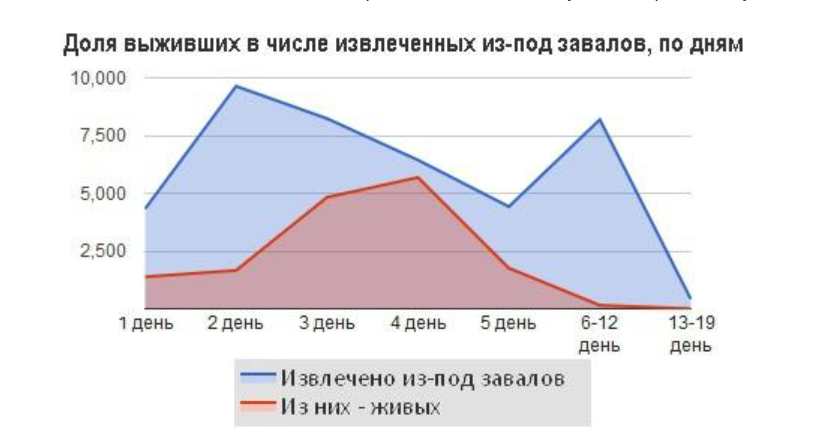 Доля выживших в числе извлеченных из-под завалов, по дням
10,000
7,500
5,000
2,500
1 день 2 день 3 день 4 день 5 день 6-12 день 13-19 день
Извлечено из-под завалов
Из них - живых